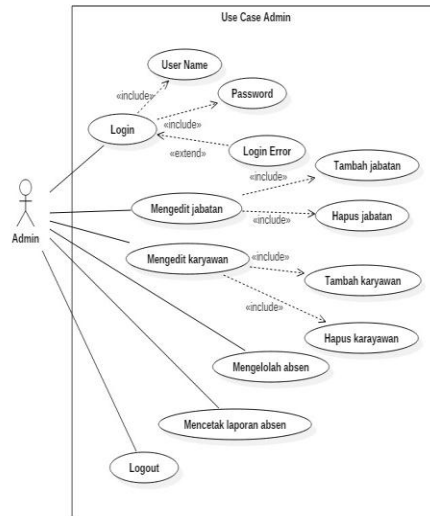 Use Case Admin
User Name
«include»
Password
Login
«include»
Login Error
«extend»
Tambah jabatan
«include»
Mengedit jabatan
Hapus jabatan
«include»
Admin
Mengedit karyawan
«include»
Tambah karyawan
«include»
Hapus karayawan
Mengelolah absen
Mencetak laporan absen
Logout